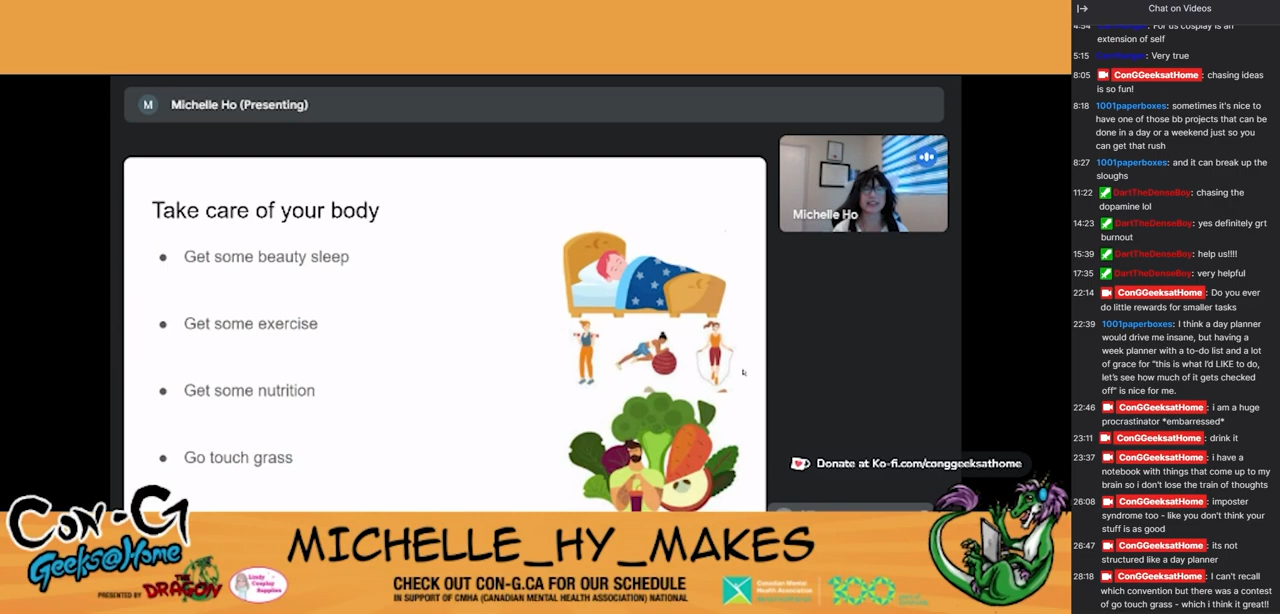 Michelle Ho (Presenting)
M
Take care of your body
Get some beauty sleep
Get some exercise
Get some nutrition
Go touch grass
Michelle Ho
Donate at Ko-fi.com/conggeeksathome
CON-G
Geeks@Home
PRESENTED BY THE DRAGON
Lindy Cosplay Supplies
MICHELLE_HY_MAKES
CHECK OUT CON-G.CA FOR OUR SCHEDULE
IN SUPPORT OF CMHA (CANADIAN MENTAL HEALTH ASSOCIATION) NATIONAL
Canadian Mental
Health Association
100
Chat on Videos
4:54 For us cosplay is an
extension of self
5:15 : Very true
8:05 ConGGeeksatHome : chasing ideas
is so fun!
8:18 1001paperboxes: sometimes it's nice to
have one of those bb projects that can be
done in a day or a weekend just so you
can get that rush
8:27 1001paperboxes: and it can break up the
sloughs
11:22 DartTheDenseBoy: chasing the
dopamine lol
14:23 DartTheDenseBoy: yes definitely grt
burnout
15:39 DartTheDenseBoy: help us!!!!
17:35 DartTheDenseBoy: very helpful
22:14 ConGGeeksatHome : Do you ever
do little rewards for smaller tasks
22:39 1001paperboxes: I think a day planner
would drive me insane, but having a
week planner with a to-do list and a lot
of grace for "this is what I'd LIKE to do,
let's see how much of it gets checked
off" is nice for me.
22:46 ConGGeeksatHome : i am a huge
procrastinator *embarressed*
23:11 ConGGeeksatHome : drink it
23:37 ConGGeeksatHome : i have a
notebook with things that come up to my
brain so i don't lose the train of thoughts
26:08 ConGGeeksatHome : imposter
syndrome too - like you don't think your
stuff is as good
26:47 ConGGeeksatHome : its not
structured like a day planner
28:18 ConGGeeksatHome : I can't recall
which convention but there was a contest
of go touch grass - which i think it great!